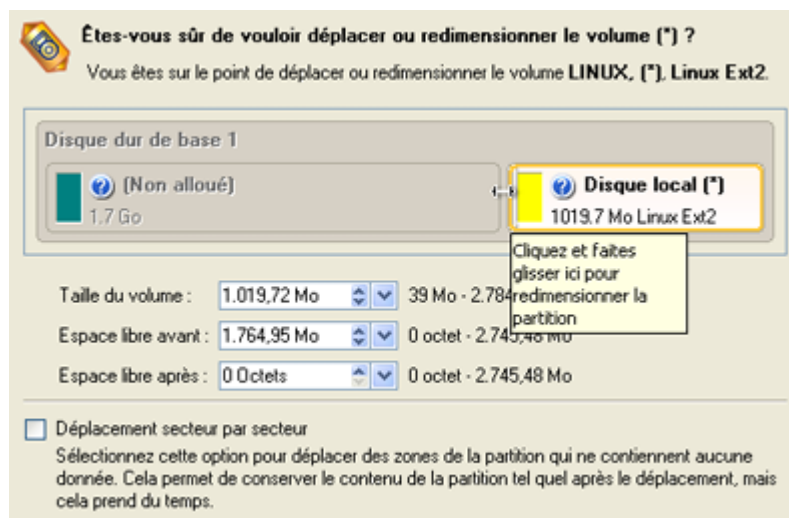 Êtes-vous sûr de vouloir déplacer ou redimensionner le volume (*) ?
Vous êtes sur le point de déplacer ou redimensionner le volume LINUX, (*), Linux Ext2.
Disque dur de base 1
(Non alloué)
1.7 Go
Disque local (*)
1019.7 Mo Linux Ext2
Cliquez et faites
glisser ici pour
redimensionner la
partition
Taille du volume : 1.019,72 Mo 39 Mo - 2.784
Espace libre avant : 1.764,95 Mo 0 octet - 2.745,48 Mo
Espace libre après : 0 Octets 0 octet - 2.745,48 Mo
Déplacement secteur par secteur
Sélectionnez cette option pour déplacer des zones de la partition qui ne contiennent aucune
donnée. Cela permet de conserver le contenu de la partition tel quel après le déplacement, mais
cela prend du temps.